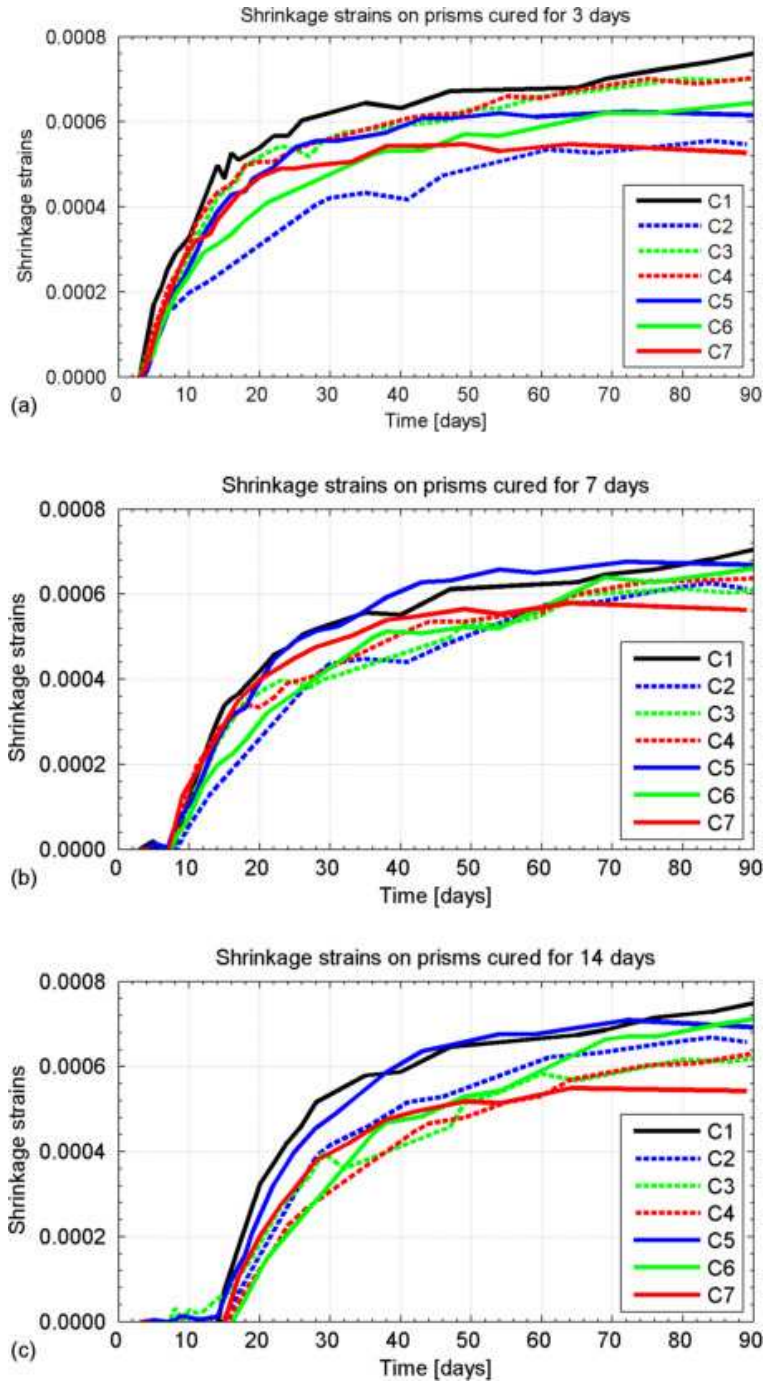 Shrinkage strains on prisms cured for 3 days
0.0008
0.0006
0.0004
0.0002
0.0000
Shrinkage strains
C1
C2
C3
C4
C5
C6
C7
0 10 20 30 40 50 60 70 80 90
Time [days]
(a)
Shrinkage strains on prisms cured for 7 days
0.0008
0.0006
0.0004
0.0002
0.0000
Shrinkage strains
C1
C2
C3
C4
C5
C6
C7
0 10 20 30 40 50 60 70 80 90
Time [days]
(b)
Shrinkage strains on prisms cured for 14 days
0.0008
0.0006
0.0004
0.0002
0.0000
Shrinkage strains
C1
C2
C3
C4
C5
C6
C7
0 10 20 30 40 50 60 70 80 90
Time [days]
(c)